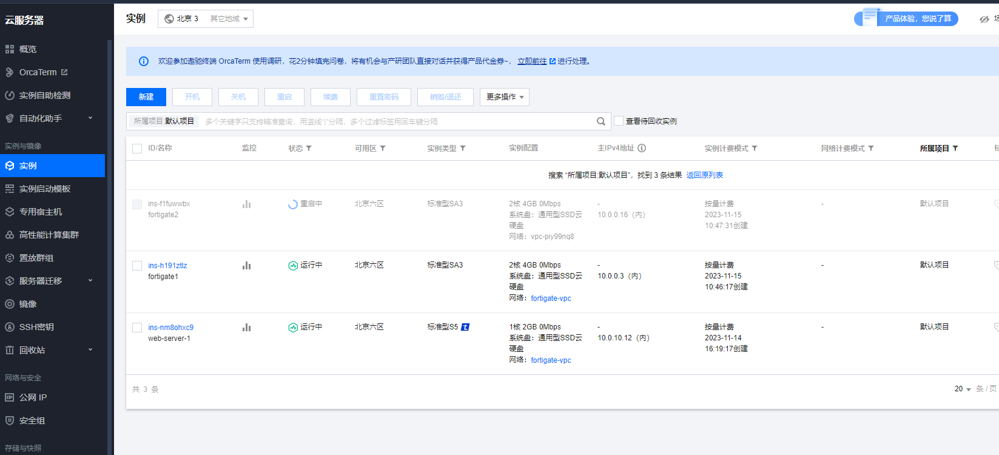 云服务器
概览
OrcaTerm
实例自助检测
自动化助手
实例与镜像
实例
实例启动模板
专用宿主机
高性能计算集群
置放群组
服务器迁移
镜像
SSH密钥
回收站
网络与安全
公网 IP
安全组
存储与快照
实例
北京 3 其它地域
产品体验，您说了算
欢迎参加遨驰终端 OrcaTerm 使用调研，花2分钟填完问卷，将有机会与产研团队直接对话并获得产品代金券~， 立即前往 进行处理。
新建 开机 关机 重启 续费 重置密码 销毁/退还 更多操作
所属项目:默认项目 多个关键字只支持精准查询，用竖线“|”分隔，多个过滤标签用回车键分隔 查看待回收实例
ID/名称 监控 状态 可用区 实例类型 实例配置 主IPv4地址 实例计费模式 网络计费模式 所属项目
搜索 “所属项目:默认项目”，找到 3 条结果 返回原列表
ins-f1fuwwbx 重启中 北京六区 标准型SA3 2核 4GB 0Mbps - 按量计费 - 默认项目
fortigate2 系统盘：通用型SSD云 10.0.0.16（内） 2023-11-15
硬盘 10:47:31创建
网络：vpc-piy99nq8
ins-h191ztlz 运行中 北京六区 标准型SA3 2核 4GB 0Mbps - 按量计费 - 默认项目
fortigate1 系统盘：通用型SSD云 10.0.0.3（内） 2023-11-15
硬盘 10:46:17创建
网络：fortigate-vpc
ins-nm8ohxc9 运行中 北京六区 标准型S5 t 1核 2GB 0Mbps - 按量计费 - 默认项目
web-server-1 系统盘：通用型SSD云 10.0.10.12（内） 2023-11-14
硬盘 16:19:17创建
网络：fortigate-vpc
共 3 条 20 条 / 页